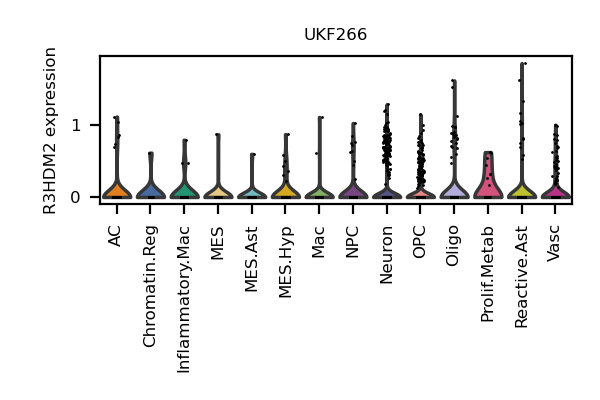 UKF266
R3HDM2 expression
1
0
AC
Chromatin.Reg
Inflammatory.Mac
MES
MES.Ast
MES.Hyp
Mac
NPC
Neuron
OPC
Oligo
Prolif.Metab
Reactive.Ast
Vasc